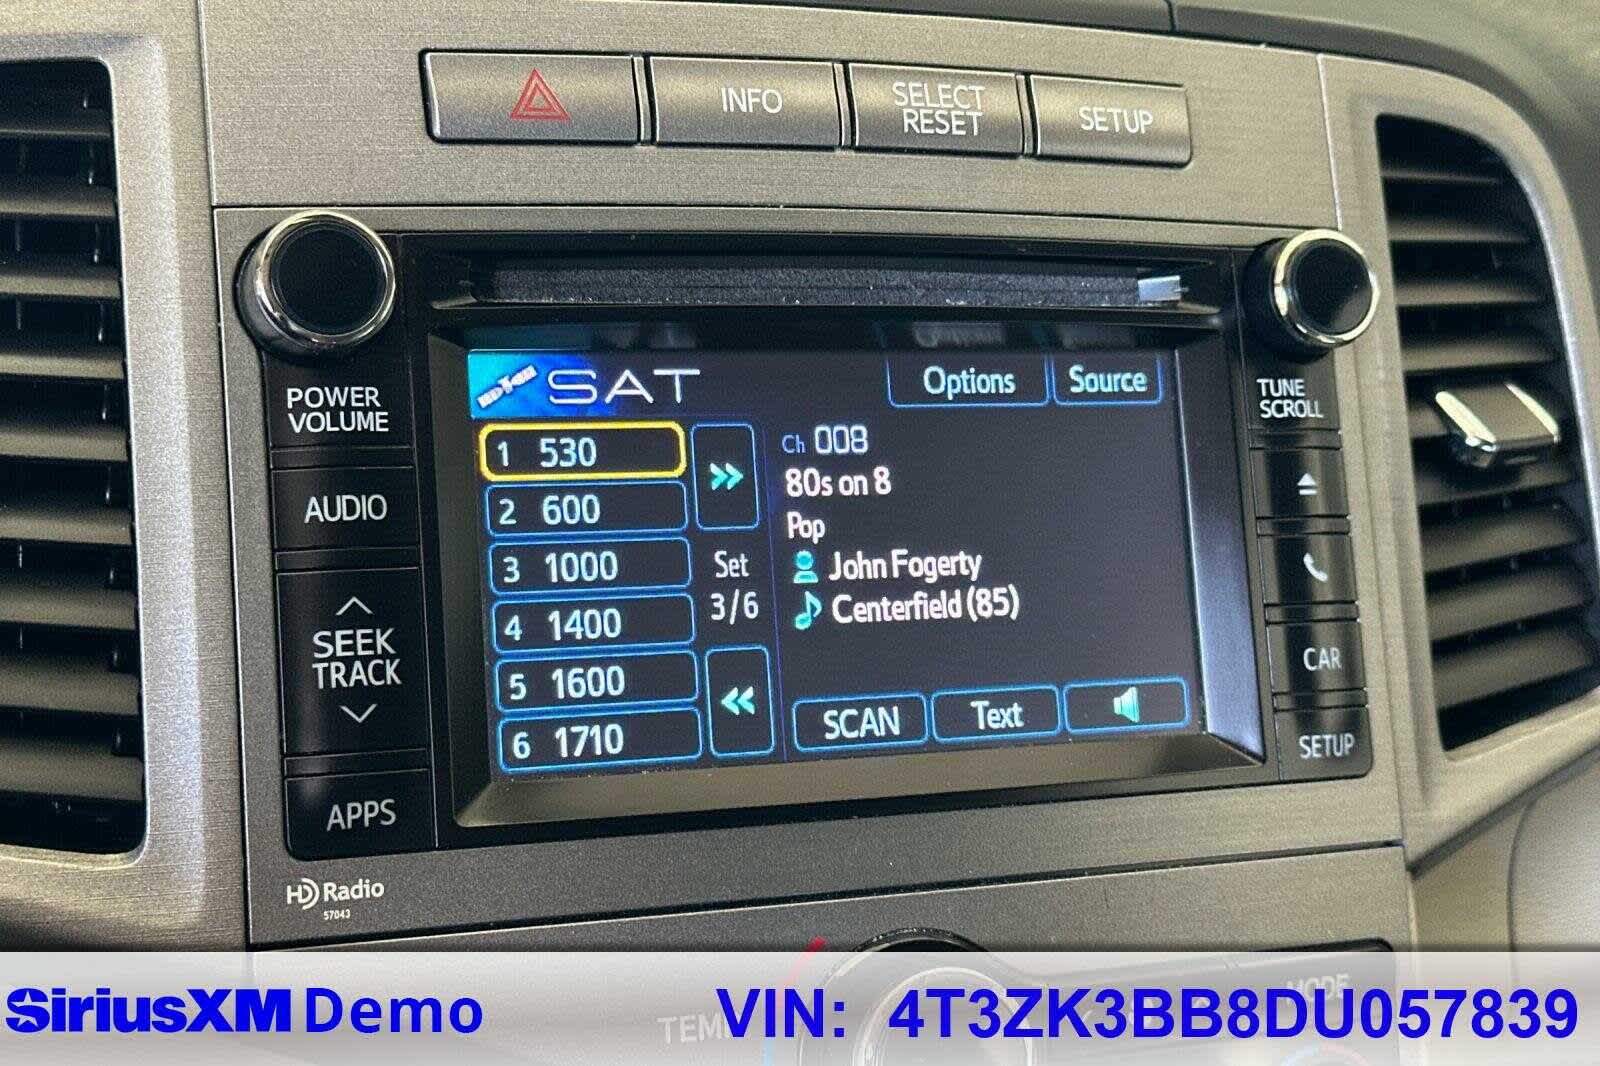 INFO
SELECT
RESET
SETUP
POWER
VOLUME
AUDIO
SEEK
TRACK
APPS
HD Radio
57043
SAT
Options
Source
1 530
2 600
3 1000
4 1400
5 1600
6 1710
Set
3/6
Ch 008
80s on 8
Pop
John Fogerty
Centerfield (85)
SCAN
Text
TUNE
SCROLL
CAR
SETUP
MODE
TEM
SiriusXM Demo
VIN: 4T3ZK3BB8DU057839